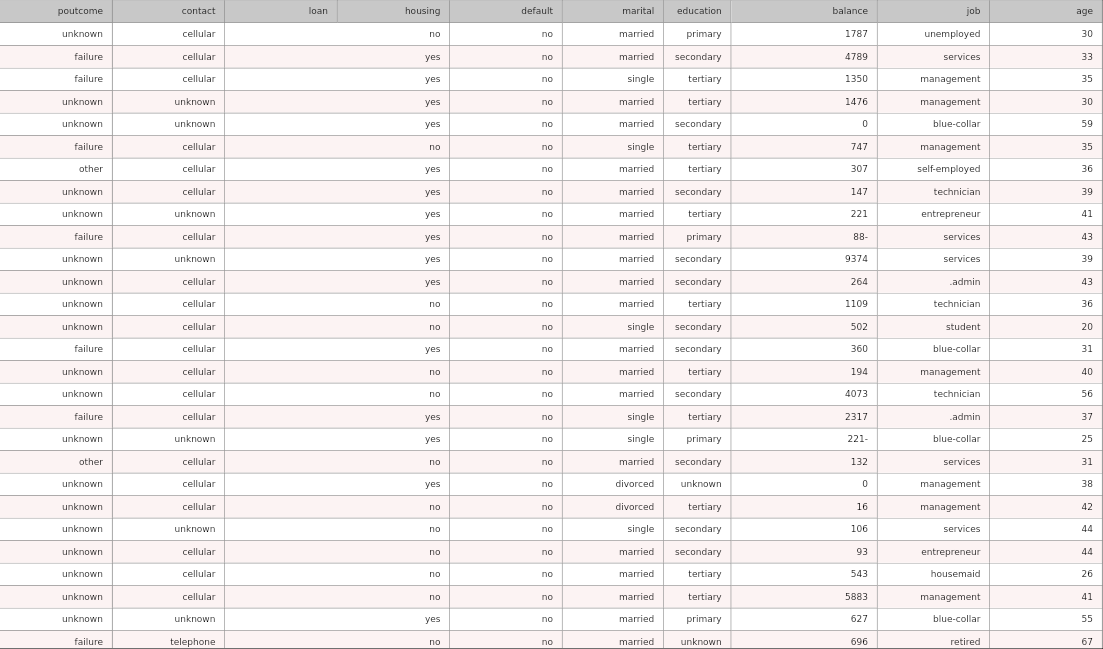 poutcome contact loan housing default marital education balance job age
unknown cellular no no married primary 1787 unemployed 30
failure cellular yes no married secondary 4789 services 33
failure cellular yes no single tertiary 1350 management 35
unknown unknown yes no married tertiary 1476 management 30
unknown unknown yes no married secondary 0 blue-collar 59
failure cellular no no single tertiary 747 management 35
other cellular yes no married tertiary 307 self-employed 36
unknown cellular yes no married secondary 147 technician 39
unknown unknown yes no married tertiary 221 entrepreneur 41
failure cellular yes no married primary 88- services 43
unknown unknown yes no married secondary 9374 services 39
unknown cellular yes no married secondary 264 .admin 43
unknown cellular no no married tertiary 1109 technician 36
unknown cellular no no single secondary 502 student 20
failure cellular yes no married secondary 360 blue-collar 31
unknown cellular no no married tertiary 194 management 40
unknown cellular no no married secondary 4073 technician 56
failure cellular yes no single tertiary 2317 .admin 37
unknown unknown yes no single primary 221- blue-collar 25
other cellular no no married secondary 132 services 31
unknown cellular yes no divorced unknown 0 management 38
unknown cellular no no divorced tertiary 16 management 42
unknown unknown no no single secondary 106 services 44
unknown cellular no no married secondary 93 entrepreneur 44
unknown cellular no no married tertiary 543 housemaid 26
unknown cellular no no married tertiary 5883 management 41
unknown unknown yes no married primary 627 blue-collar 55
failure telephone no no married unknown 696 retired 67